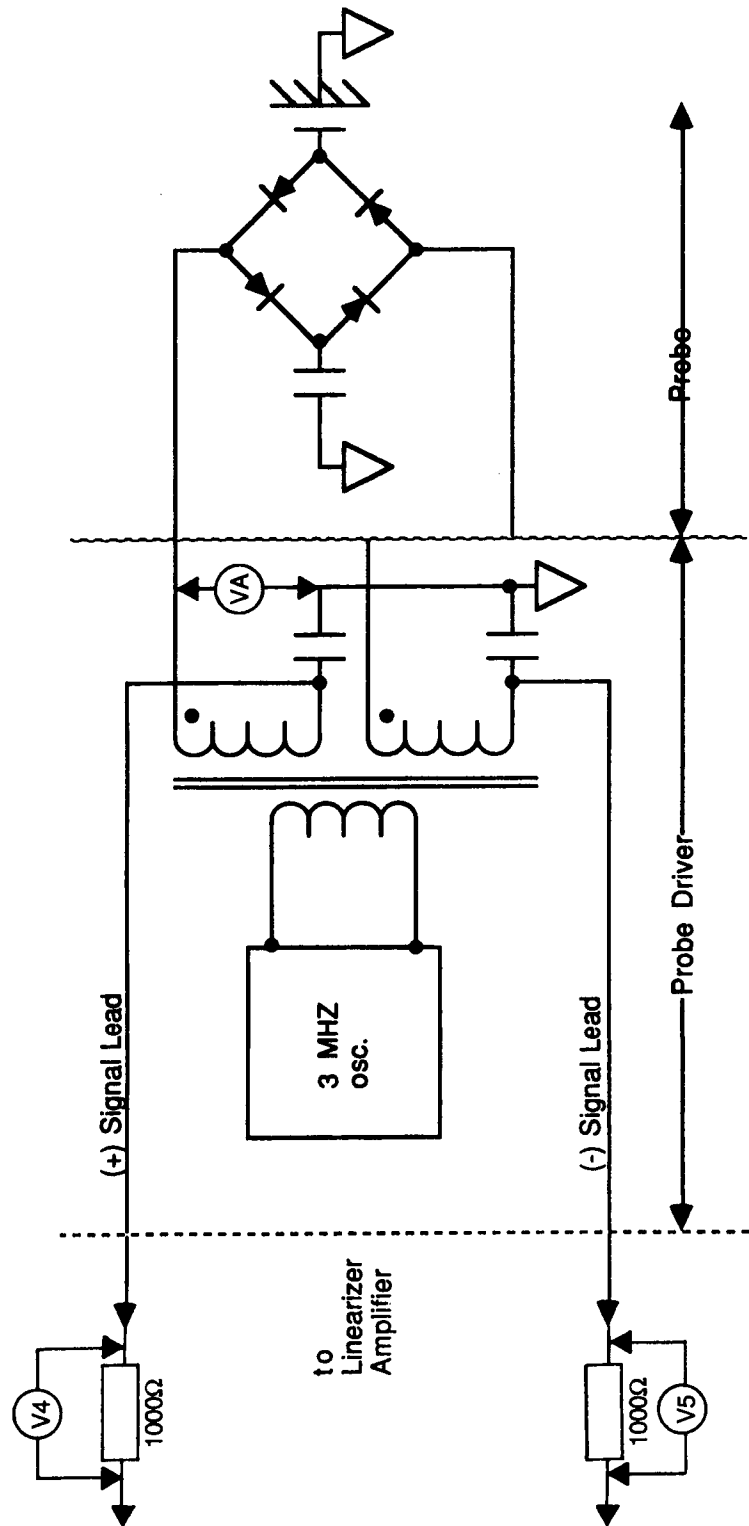 V4
1000Ω
(+) Signal Lead
VA
to
Linearizer
Amplifier
3 MHZ
osc.
(-) Signal Lead
1000Ω
V5
Probe Driver
Probe